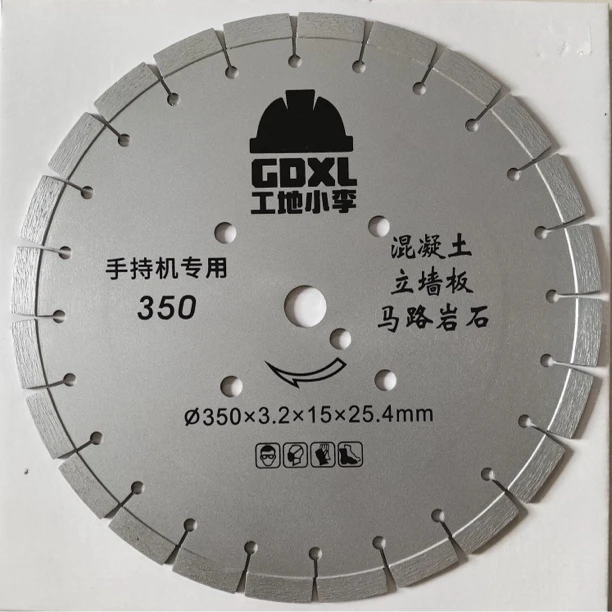 GDXL
工地小李
手持机专用
350
混凝土
立墙板
马路岩石
Ø350×3.2×15×25.4mm